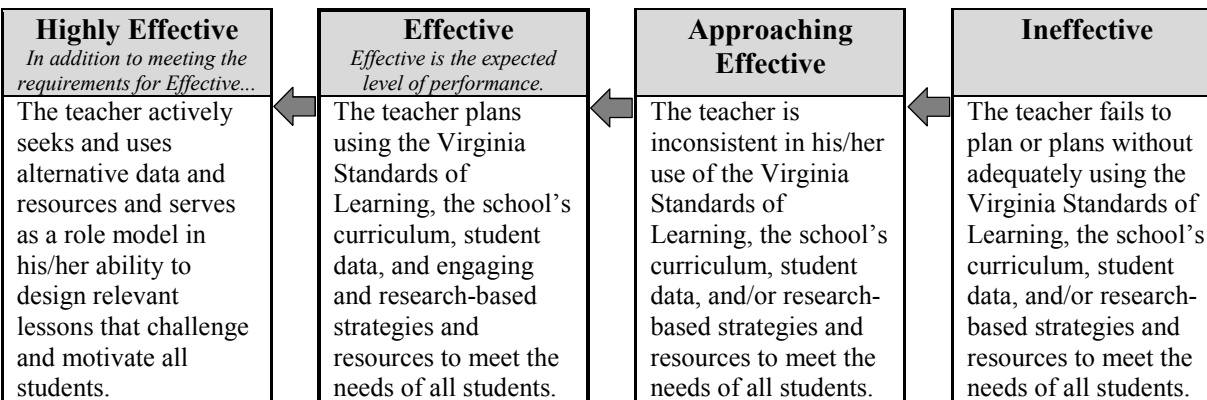 Highly Effective
In addition to meeting the
requirements for Effective...
The teacher actively
seeks and uses
alternative data and
resources and serves
as a role model in
his/her ability to
design relevant
lessons that challenge
and motivate all
students.
Effective
Effective is the expected
level of performance.
The teacher plans
using the Virginia
Standards of
Learning, the school’s
curriculum, student
data, and engaging
and research-based
strategies and
resources to meet the
needs of all students.
Approaching
Effective
The teacher is
inconsistent in his/her
use of the Virginia
Standards of
Learning, the school’s
curriculum, student
data, and/or research-
based strategies and
resources to meet the
needs of all students.
Ineffective
The teacher fails to
plan or plans without
adequately using the
Virginia Standards of
Learning, the school’s
curriculum, student
data, and/or research-
based strategies and
resources to meet the
needs of all students.